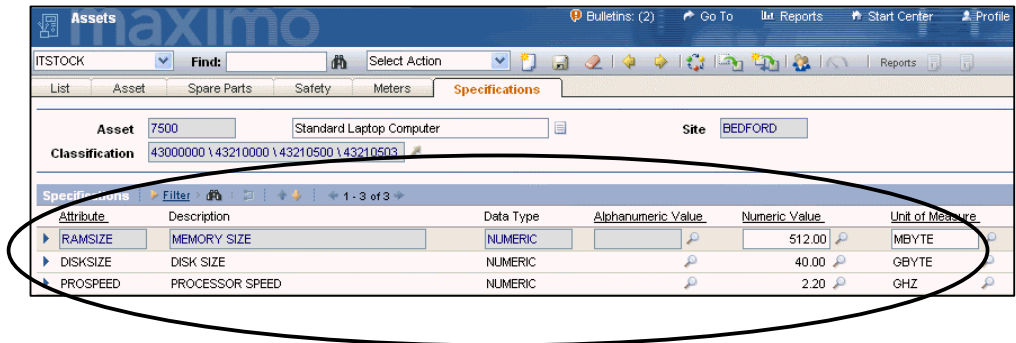 Assets
maximo
Bulletins: (2) Go To Reports Start Center Profile
ITSTOCK Find: Select Action Reports
List Asset Spare Parts Safety Meters Specifications
Asset 7500 Standard Laptop Computer Site BEDFORD
Classification 43000000 \ 43210000 \ 43210500 \ 43210503
Specifications Filter 1 - 3 of 3
Attribute Description Data Type Alphanumeric Value Numeric Value Unit of Measure
RAMSIZE MEMORY SIZE NUMERIC 512.00 MBYTE
DISKSIZE DISK SIZE NUMERIC 40.00 GBYTE
PROSPEED PROCESSOR SPEED NUMERIC 2.20 GHZ